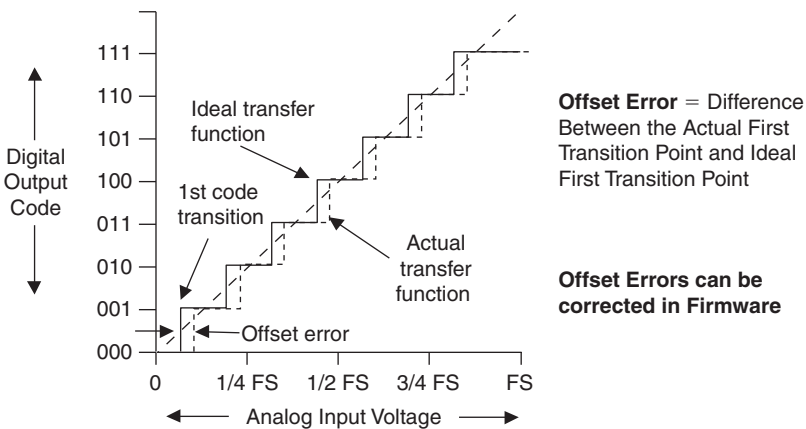 111
110
101
100
011
010
001
000
Digital
Output
Code
Ideal transfer
function
1st code
transition
Actual
transfer
function
Offset error
0
1/4 FS
1/2 FS
3/4 FS
FS
Analog Input Voltage
Offset Error = Difference
Between the Actual First
Transition Point and Ideal
First Transition Point
Offset Errors can be
corrected in Firmware